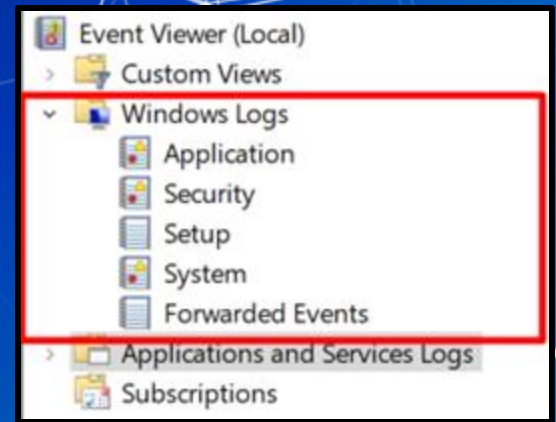 Event Viewer (Local)
Custom Views
Windows Logs
Application
Security
Setup
System
Forwarded Events
Applications and Services Logs
Subscriptions